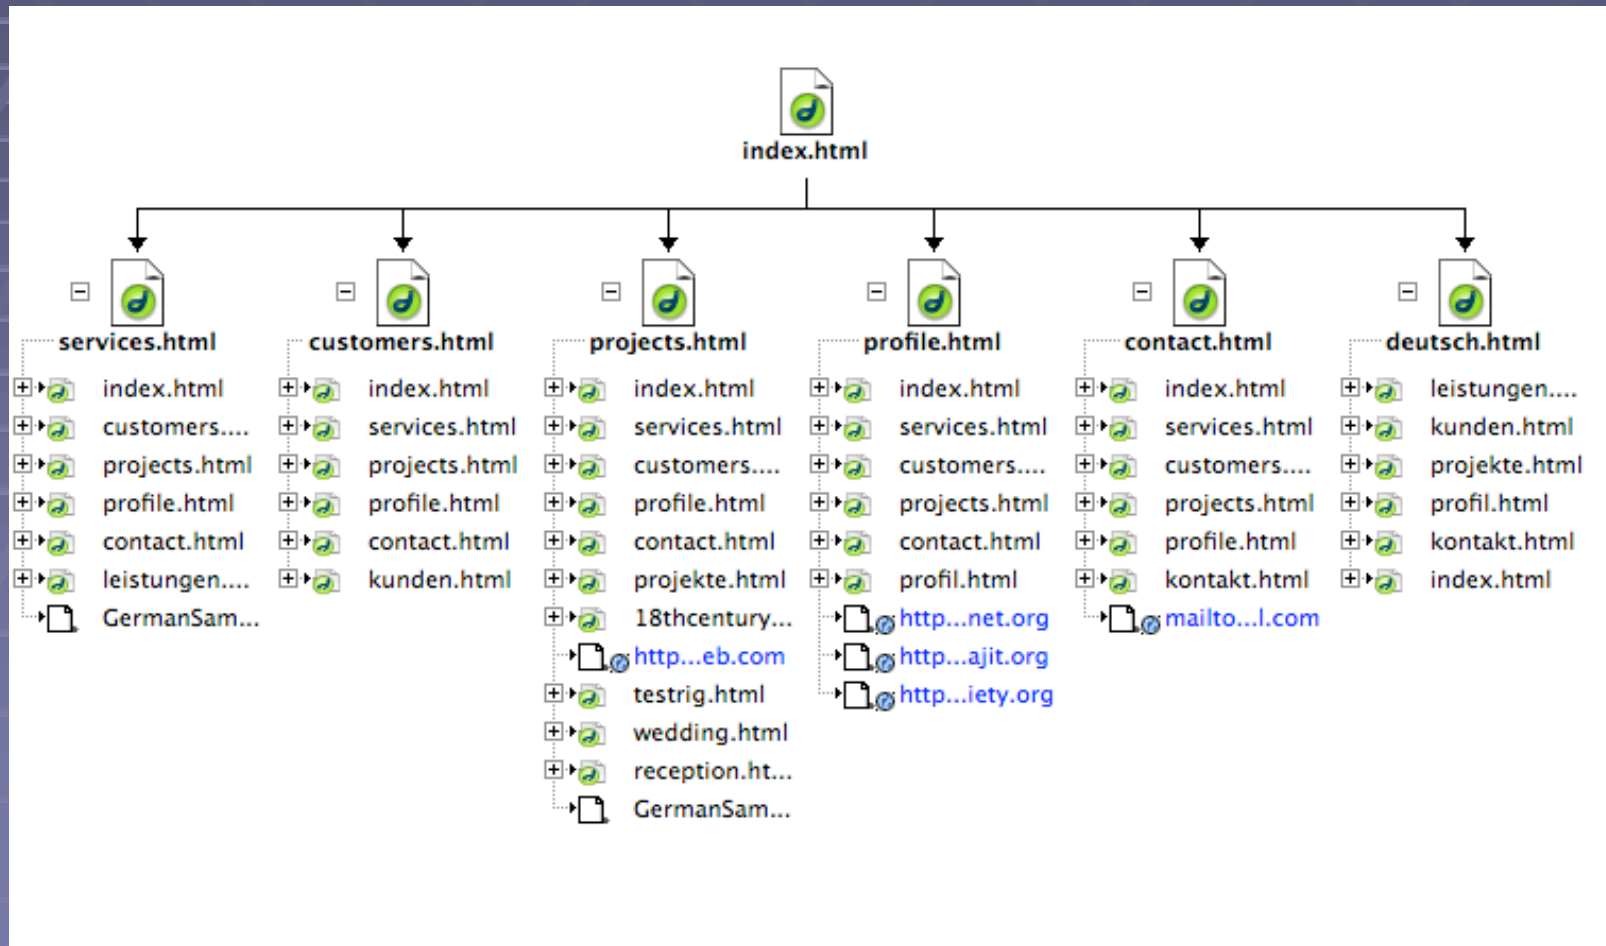 index.html
services.html
index.html
customers....
projects.html
profile.html
contact.html
leistungen....
GermanSam...
customers.html
index.html
services.html
projects.html
profile.html
contact.html
kunden.html
projects.html
index.html
services.html
customers....
profile.html
contact.html
projekte.html
18thcentury...
http...eb.com
testrig.html
wedding.html
reception.ht...
GermanSam...
profile.html
index.html
services.html
customers....
projects.html
contact.html
profil.html
http...net.org
http...ajit.org
http...iety.org
contact.html
index.html
services.html
customers....
projects.html
profile.html
kontakt.html
mailto...l.com
deutsch.html
leistungen....
kunden.html
projekte.html
profil.html
kontakt.html
index.html